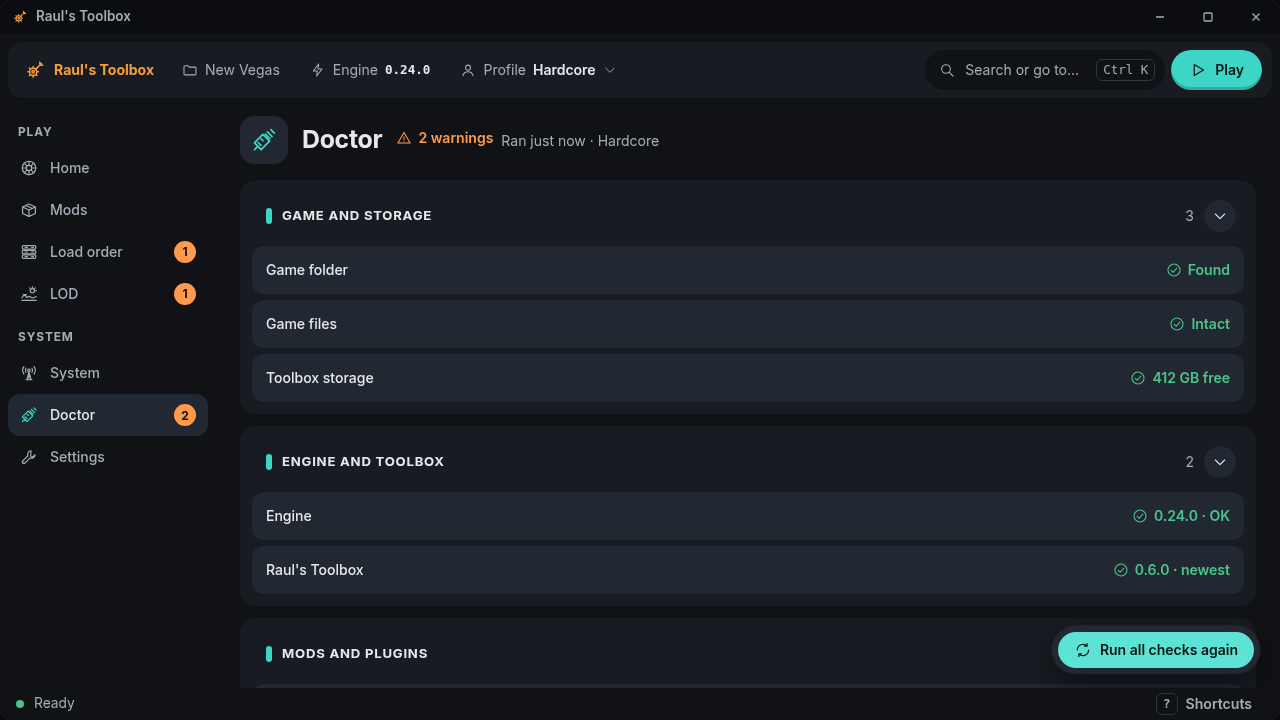 Raul's Toolbox
Raul's Toolbox New Vegas Engine 0.24.0 Profile Hardcore Search or go to... Ctrl K Play
PLAY
Home
Mods
Load order 1
LOD 1
SYSTEM
System
Doctor 2
Settings
Doctor 2 warnings Ran just now · Hardcore
GAME AND STORAGE 3
Game folder Found
Game files Intact
Toolbox storage 412 GB free
ENGINE AND TOOLBOX 2
Engine 0.24.0 · OK
Raul's Toolbox 0.6.0 · newest
MODS AND PLUGINS
Run all checks again
Ready ? Shortcuts